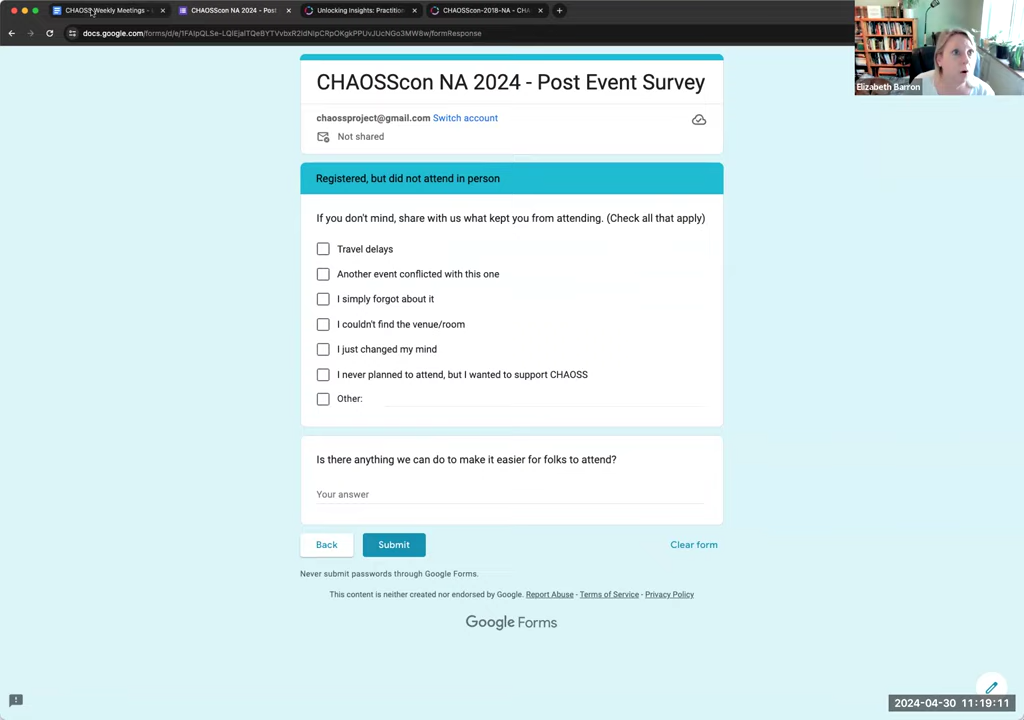 CHAOSS Weekly Meetings -
CHAOSScon NA 2024 - Post
Unlocking Insights: Practition
CHAOSScon-2018-NA - CHA
docs.google.com/forms/d/e/1FAIpQLSe-LQIEjaITQeBYTVvbxR2IdNIpCRpOKgkPPUvJUcNGo3MW8w/formResponse
Elizabeth Barron
CHAOSScon NA 2024 - Post Event Survey
chaossproject@gmail.com Switch account
Not shared
Registered, but did not attend in person
If you don't mind, share with us what kept you from attending. (Check all that apply)
Travel delays
Another event conflicted with this one
I simply forgot about it
I couldn't find the venue/room
I just changed my mind
I never planned to attend, but I wanted to support CHAOSS
Other:
Is there anything we can do to make it easier for folks to attend?
Your answer
Back
Submit
Clear form
Never submit passwords through Google Forms.
This content is neither created nor endorsed by Google. Report Abuse - Terms of Service - Privacy Policy
Google Forms
2024-04-30 11:19:11